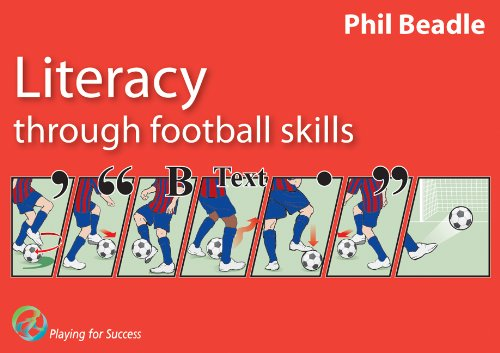 Phil Beadle
Literacy
through football skills
, “ B Text . ”
Playing for Success